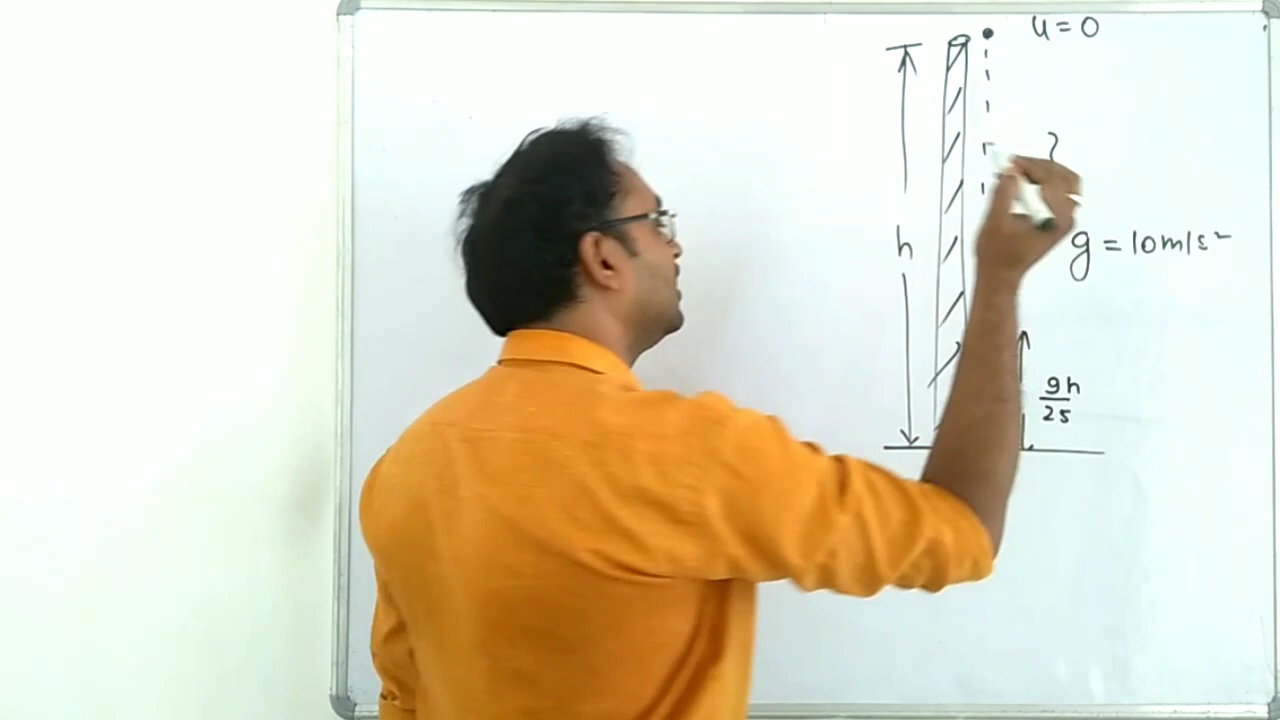 u = 0
h
g = 10 m/s²
9h
25